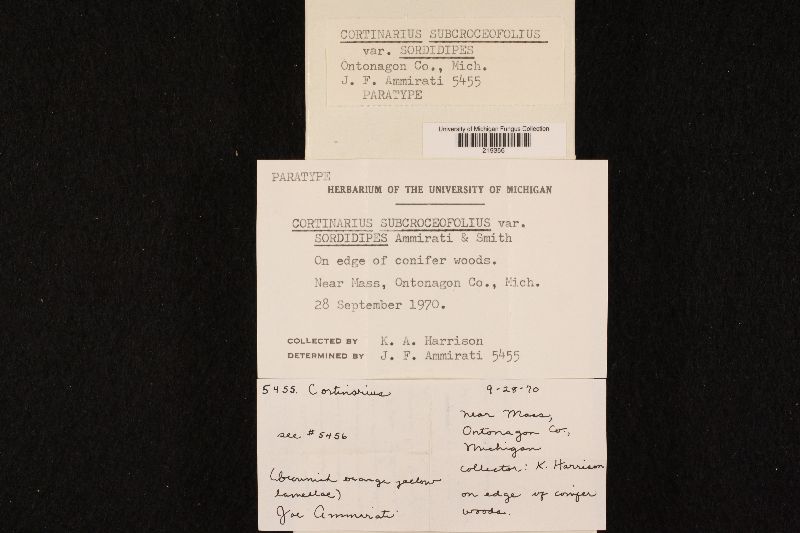 CORTINARIUS SUBCROCEOFOLIUS
var. SORDIDIPES
Ontonagon Co., Mich.
J. F. Ammirati 5455
PARATYPE
University of Michigan Fungus Collection
PARATYPE
HERBARIUM OF THE UNIVERSITY OF MICHIGAN
CORTINARIUS SUBCROCEOFOLIUS var.
SORDIDIPES Ammirati & Smith
On edge of conifer woods.
Near Mass, Ontonagon Co., Mich.
28 September 1970.
COLLECTED BY K. A. Harrison
DETERMINED BY J. F. Ammirati 5455
5455. Cortinarius
see #5456
(brownish orange yellow
lamellae)
Joe Ammirati
9-28-70
near Mass,
Ontonagon Co.,
Michigan
collector: K. Harrison
on edge of conifer
woods.